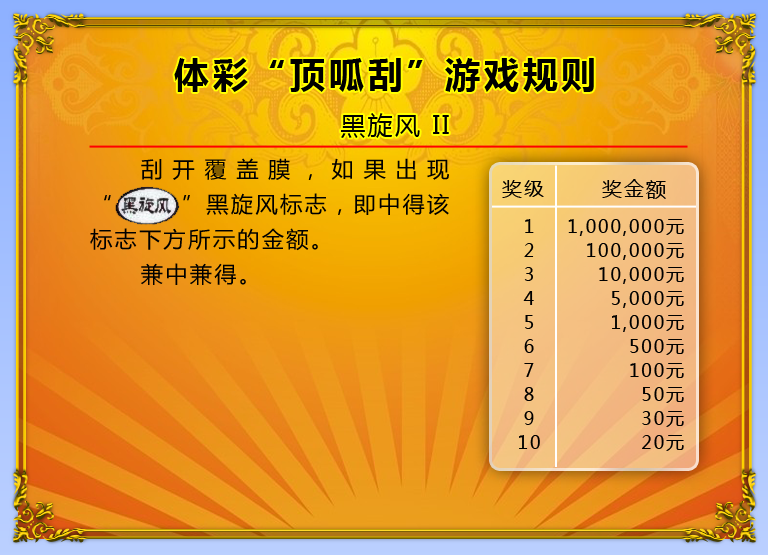 体彩“顶呱刮”游戏规则
黑旋风 II
刮开覆盖膜，如果出现
“黑旋风”黑旋风标志，即中得该
标志下方所示的金额。
兼中兼得。
奖级 奖金额
1 1,000,000元
2 100,000元
3 10,000元
4 5,000元
5 1,000元
6 500元
7 100元
8 50元
9 30元
10 20元